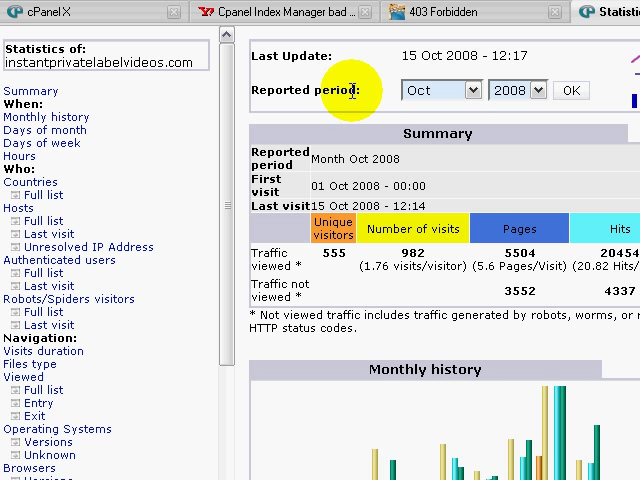 cPanel X
Cpanel Index Manager bad ...
403 Forbidden
Statistic
Statistics of:
instantprivatelabelvideos.com
Summary
When:
Monthly history
Days of month
Days of week
Hours
Who:
Countries
Full list
Hosts
Full list
Last visit
Unresolved IP Address
Authenticated users
Full list
Last visit
Robots/Spiders visitors
Full list
Last visit
Navigation:
Visits duration
Files type
Viewed
Full list
Entry
Exit
Operating Systems
Versions
Unknown
Browsers
Last Update: 15 Oct 2008 - 12:17
Reported period: Oct 2008 OK
Summary
Reported period Month Oct 2008
First visit 01 Oct 2008 - 00:00
Last visit 15 Oct 2008 - 12:14
Unique visitors Number of visits Pages Hits
Traffic viewed * 555 982 (1.76 visits/visitor) 5504 (5.6 Pages/Visit) 20454 (20.82 Hits/
Traffic not viewed * 3552 4337
* Not viewed traffic includes traffic generated by robots, worms, or r
HTTP status codes.
Monthly history